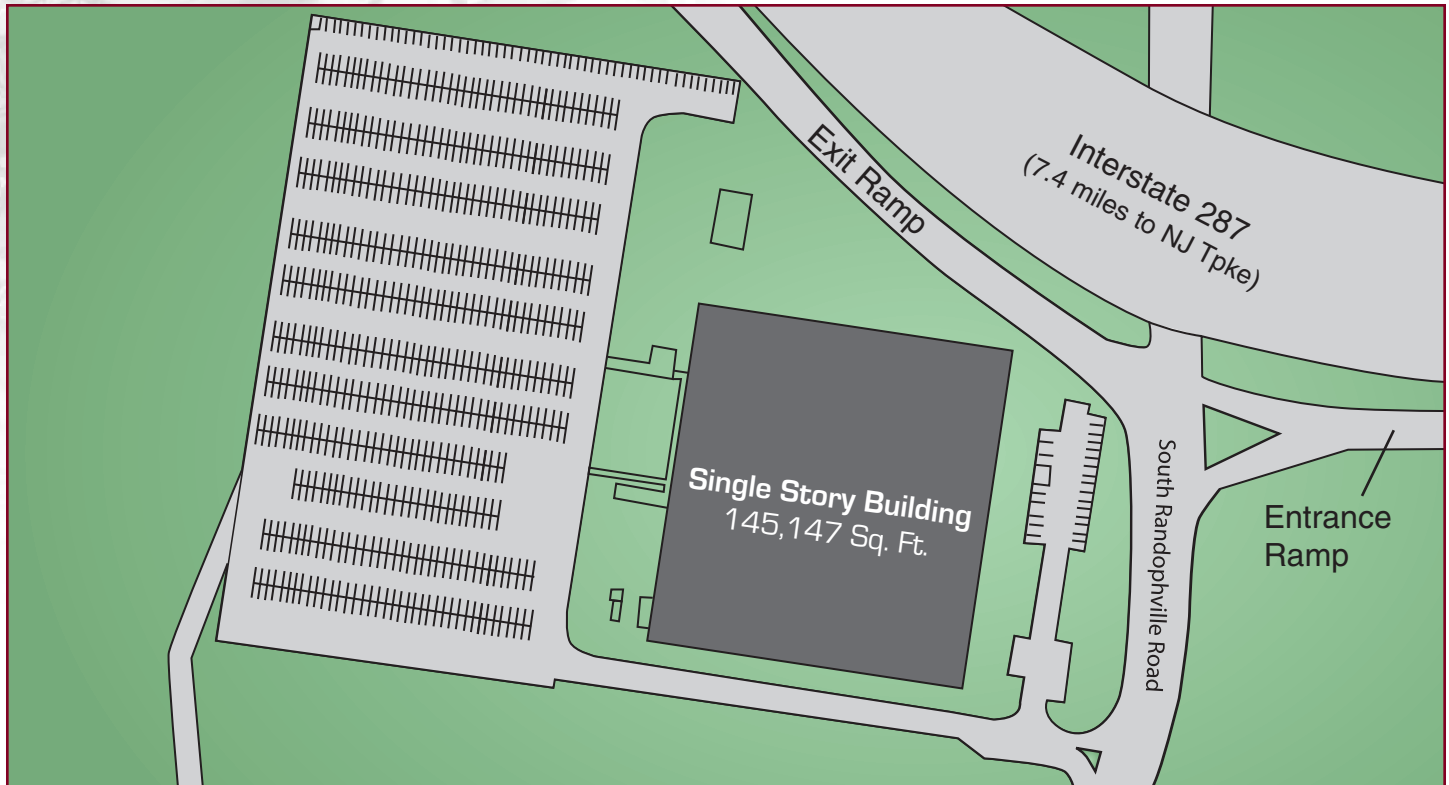 Interstate 287
(7.4 miles to NJ Tpke)
Exit Ramp
Single Story Building
145,147 Sq. Ft.
South Randophville Road
Entrance
Ramp